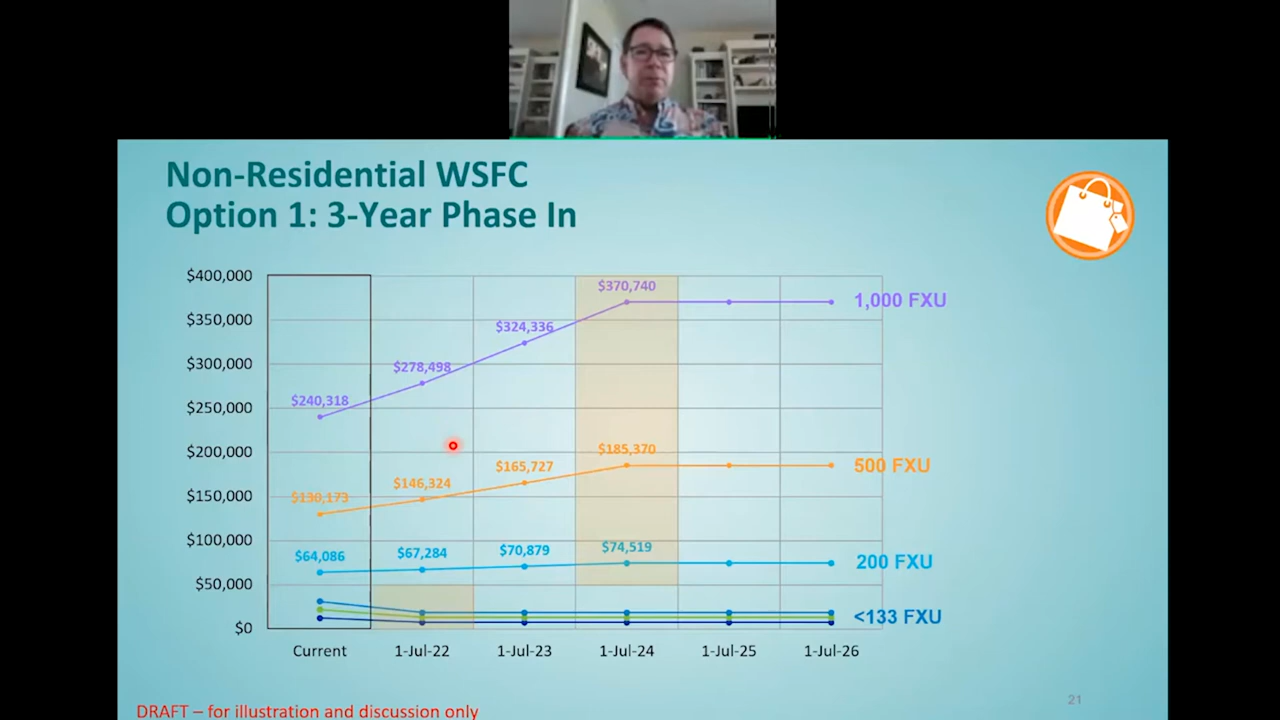 Non-Residential WSFC
Option 1: 3-Year Phase In
$400,000
$350,000
$300,000
$250,000
$200,000
$150,000
$100,000
$50,000
$0
$240,318
$278,498
$324,336
$370,740
1,000 FXU
$130,173
$146,324
$165,727
$185,370
500 FXU
$64,086
$67,284
$70,879
$74,519
200 FXU
<133 FXU
Current
1-Jul-22
1-Jul-23
1-Jul-24
1-Jul-25
1-Jul-26
DRAFT – for illustration and discussion only
21